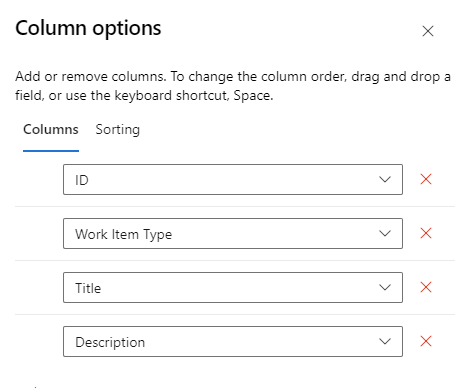 Column options
Add or remove columns. To change the column order, drag and drop a
field, or use the keyboard shortcut, Space.
Columns Sorting
ID
Work Item Type
Title
Description